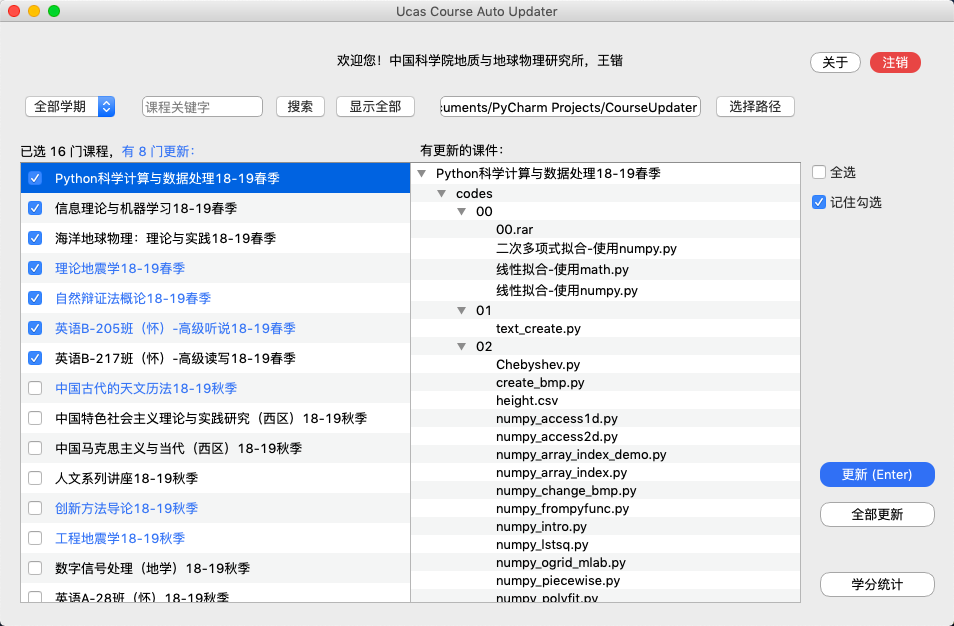 Ucas Course Auto Updater
欢迎您！中国科学院地质与地球物理研究所，王锴
关于
注销
全部学期
课程关键字
搜索
显示全部
cuments/PyCharm Projects/CourseUpdater
选择路径
已选 16 门课程，有 8 门更新：
有更新的课件：
Python科学计算与数据处理18-19春季
信息理论与机器学习18-19春季
海洋地球物理：理论与实践18-19春季
理论地震学18-19春季
自然辩证法概论18-19春季
英语B-205班（怀）-高级听说18-19春季
英语B-217班（怀）-高级读写18-19春季
中国古代的天文历法18-19秋季
中国特色社会主义理论与实践研究（西区）18-19秋季
中国马克思主义与当代（西区）18-19秋季
人文系列讲座18-19秋季
创新方法导论18-19秋季
工程地震学18-19秋季
数字信号处理（地学）18-19秋季
英语A-28班（怀）18-19秋季
Python科学计算与数据处理18-19春季
codes
00
00.rar
二次多项式拟合-使用numpy.py
线性拟合-使用math.py
线性拟合-使用numpy.py
01
text_create.py
02
Chebyshev.py
create_bmp.py
height.csv
numpy_access1d.py
numpy_access2d.py
numpy_array_index_demo.py
numpy_array_index.py
numpy_change_bmp.py
numpy_frompyfunc.py
numpy_intro.py
numpy_lstsq.py
numpy_ogrid_mlab.py
numpy_piecewise.py
numpy_polyfit.py
全选
记住勾选
更新 (Enter)
全部更新
学分统计